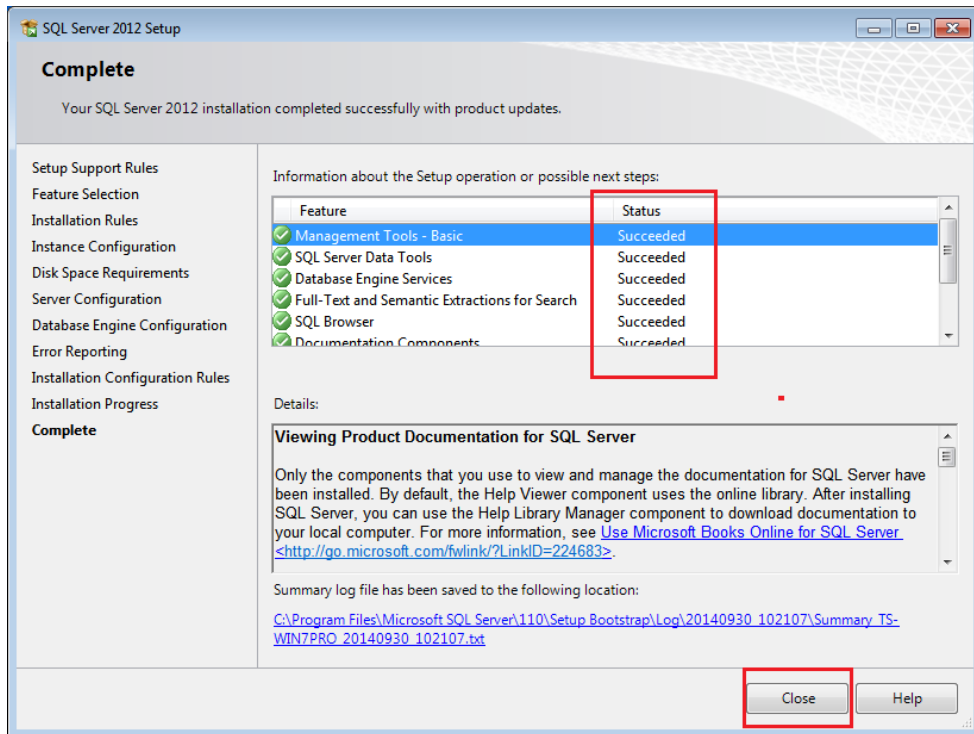 SQL Server 2012 Setup
Complete
Your SQL Server 2012 installation completed successfully with product updates.
Setup Support Rules
Feature Selection
Installation Rules
Instance Configuration
Disk Space Requirements
Server Configuration
Database Engine Configuration
Error Reporting
Installation Configuration Rules
Installation Progress
Complete
Information about the Setup operation or possible next steps:
Feature Status
Management Tools - Basic Succeeded
SQL Server Data Tools Succeeded
Database Engine Services Succeeded
Full-Text and Semantic Extractions for Search Succeeded
SQL Browser Succeeded
Documentation Components Succeeded
Details:
Viewing Product Documentation for SQL Server
Only the components that you use to view and manage the documentation for SQL Server have
been installed. By default, the Help Viewer component uses the online library. After installing
SQL Server, you can use the Help Library Manager component to download documentation to
your local computer. For more information, see Use Microsoft Books Online for SQL Server
<http://go.microsoft.com/fwlink/?LinkID=224683>.
Summary log file has been saved to the following location:
C:\Program Files\Microsoft SQL Server\110\Setup Bootstrap\Log\20140930_102107\Summary_TS-
WIN7PRO_20140930_102107.txt
Close Help